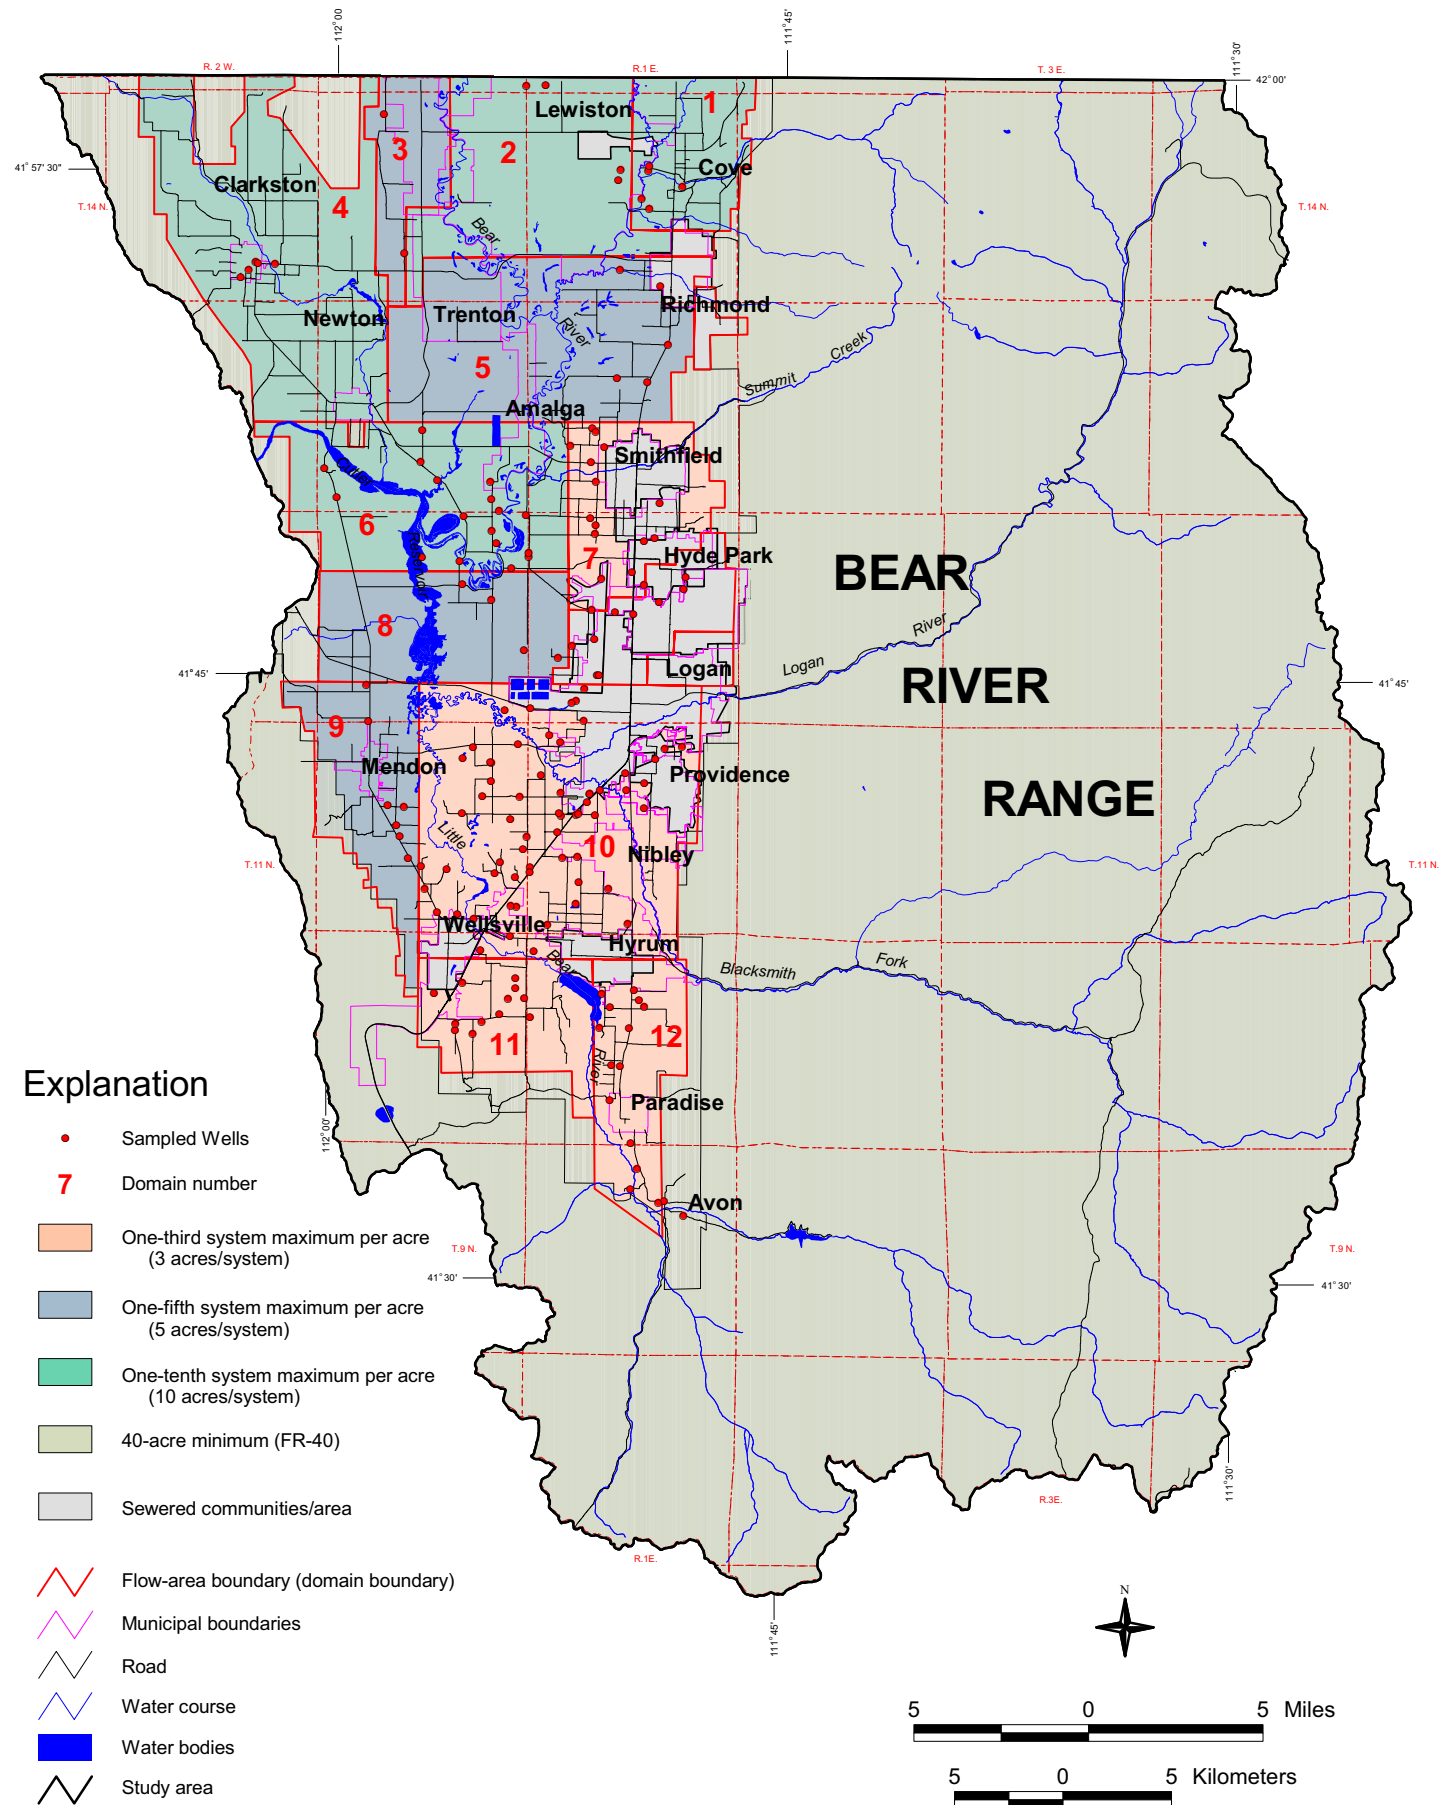 112°00'
111°45'
111°30'
R. 2 W.
R.1 E.
T. 3 E.
42°00'
Lewiston
1
3
2
41° 57' 30"
Cove
Clarkston
T.14 N.
4
T.14 N.
Bear
Newton
Trenton
Richmond
River
5
Creek
Summit
Amalga
Smithfield
Cutler
6
7
Hyde Park
Reservoir
BEAR
8
River
Logan
Logan
41°45'
RIVER
41°45'
9
Mendon
Providence
RANGE
Little
10
Nibley
T.11 N.
T.11 N.
Wellsville
Hyrum
Bear
Blacksmith
Fork
11
12
River
Explanation
Paradise
112°00'
Sampled Wells
7
Domain number
Avon
One-third system maximum per acre
(3 acres/system)
T.9 N.
T.9 N.
41°30'
41°30'
One-fifth system maximum per acre
(5 acres/system)
One-tenth system maximum per acre
(10 acres/system)
40-acre minimum (FR-40)
111°30'
R.3E.
Sewered communities/area
R.1E.
Flow-area boundary (domain boundary)
N
Municipal boundaries
111°45'
Road
Water course
5 0 5 Miles
Water bodies
5 0 5 Kilometers
Study area